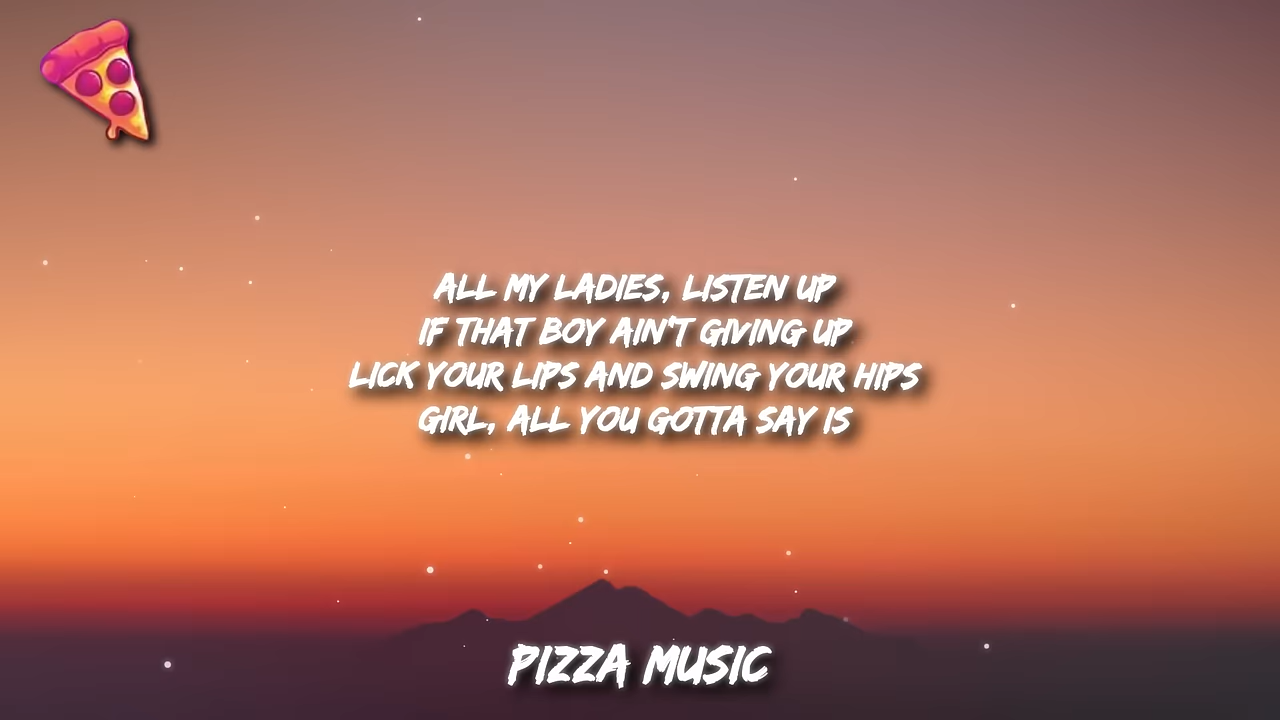 ALL MY LADIES, LISTEN UP
IF THAT BOY AIN'T GIVING UP
LICK YOUR LIPS AND SWING YOUR HIPS
GIRL, ALL YOU GOTTA SAY IS
PIZZA MUSIC